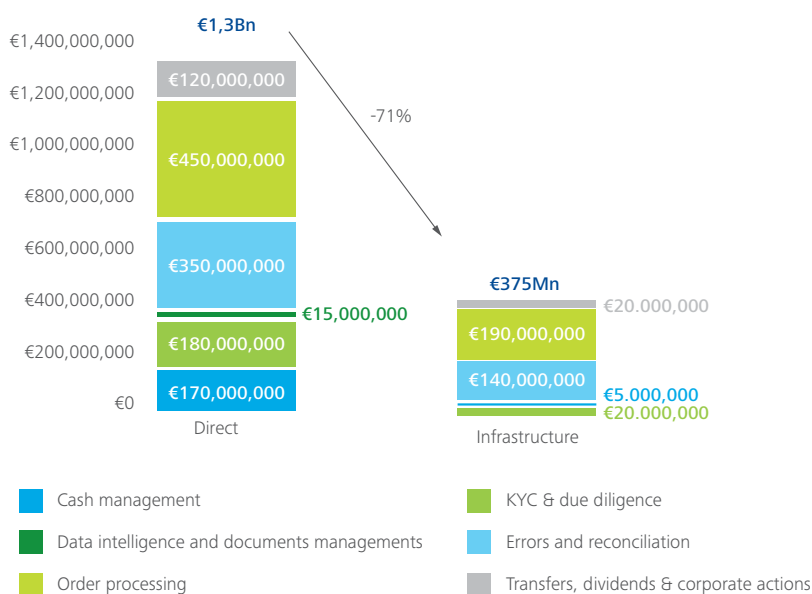 €1,3Bn
€1,400,000,000
€1,200,000,000
€1,000,000,000
€800,000,000
€600,000,000
€400,000,000
€200,000,000
€0
€120,000,000
€450,000,000
€350,000,000
€15,000,000
€180,000,000
€170,000,000
Direct
-71%
€375Mn
€20.000,000
€190,000,000
€140,000,000
€5.000,000
€20.000,000
Infrastructure
Cash management
Data intelligence and documents managements
Order processing
KYC & due diligence
Errors and reconciliation
Transfers, dividends & corporate actions